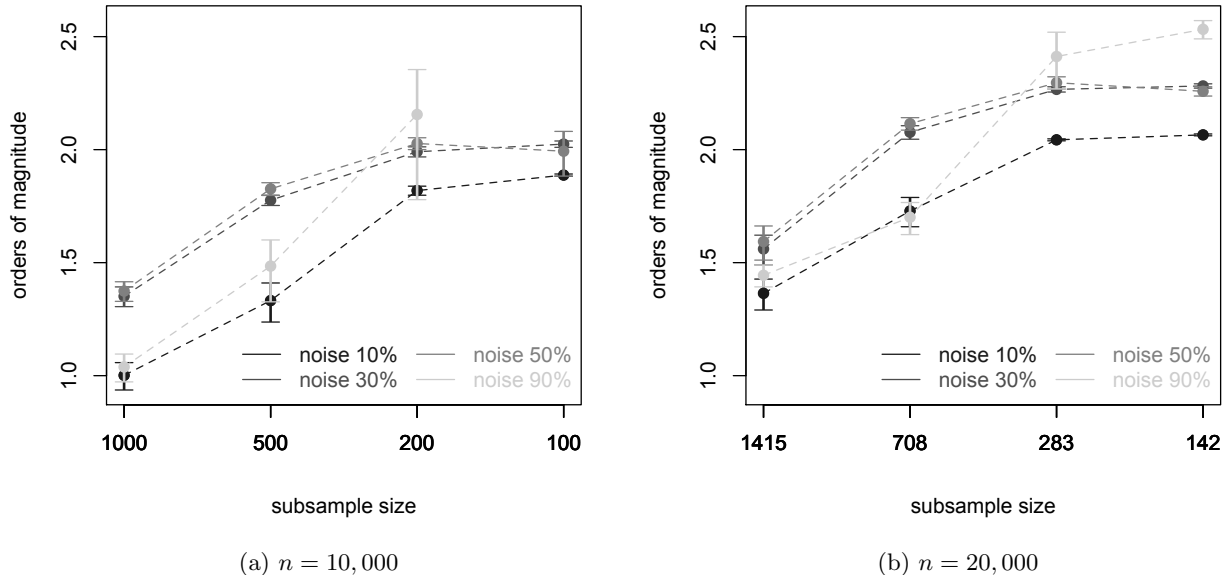 orders of magnitude
2.5
2.0
1.5
1.0
noise 10%
noise 50%
noise 30%
noise 90%
1000 500 200 100
subsample size
(a) n = 10,000
orders of magnitude
2.5
2.0
1.5
1.0
noise 10%
noise 50%
noise 30%
noise 90%
1415 708 283 142
subsample size
(b) n = 20,000